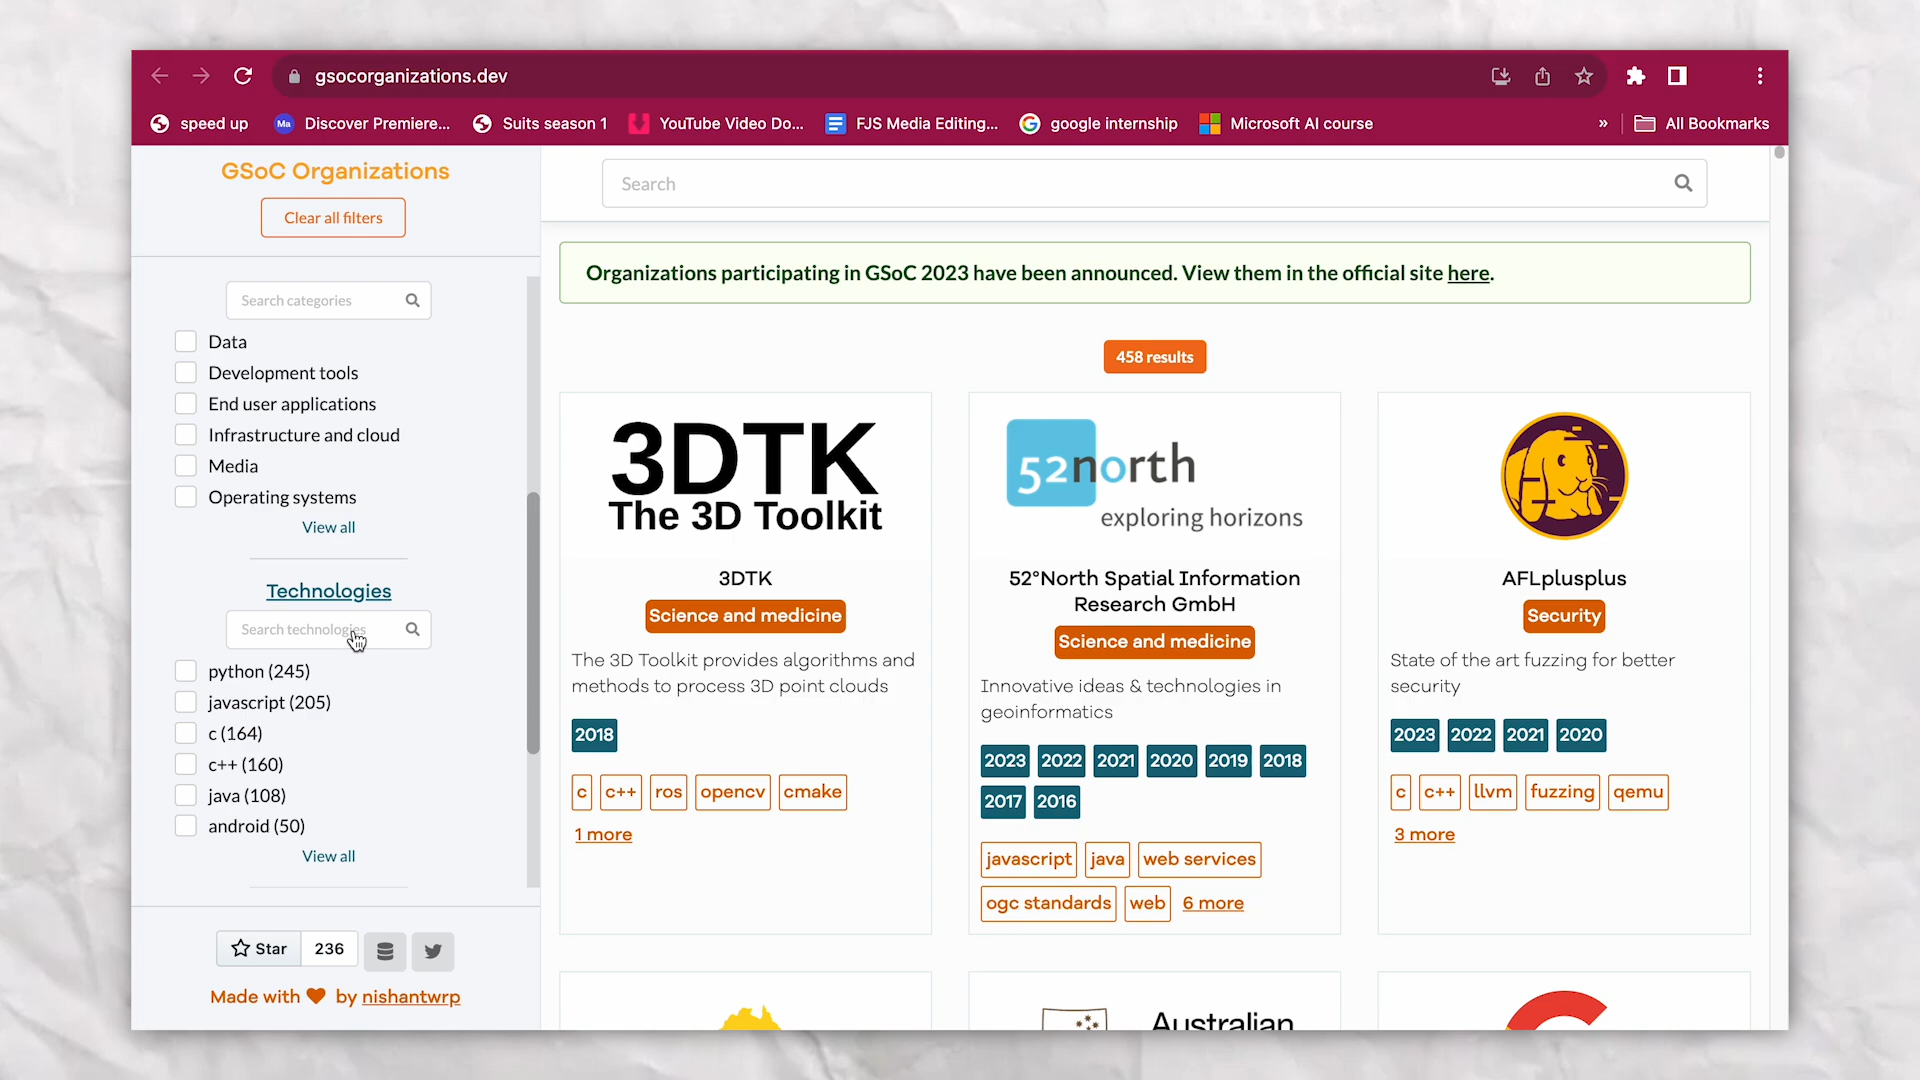 gsocorganizations.dev
speed up
Ma
Discover Premiere...
Suits season 1
YouTube Video Do...
FJS Media Editing...
google internship
Microsoft AI course
»
All Bookmarks
GSoC Organizations
Clear all filters
Search categories
Data
Development tools
End user applications
Infrastructure and cloud
Media
Operating systems
View all
Technologies
Search technologies
python (245)
javascript (205)
c (164)
c++ (160)
java (108)
android (50)
View all
Star 236
Made with ♥ by nishantwrp
Search
Organizations participating in GSoC 2023 have been announced. View them in the official site here.
458 results
3DTK
The 3D Toolkit
3DTK
Science and medicine
The 3D Toolkit provides algorithms and
methods to process 3D point clouds
2018
c c++ ros opencv cmake
1 more
52north
exploring horizons
52°North Spatial Information
Research GmbH
Science and medicine
Innovative ideas & technologies in
geoinformatics
2023 2022 2021 2020 2019 2018
2017 2016
javascript java web services
ogc standards web 6 more
AFLplusplus
Security
State of the art fuzzing for better
security
2023 2022 2021 2020
c c++ llvm fuzzing qemu
3 more
Australian